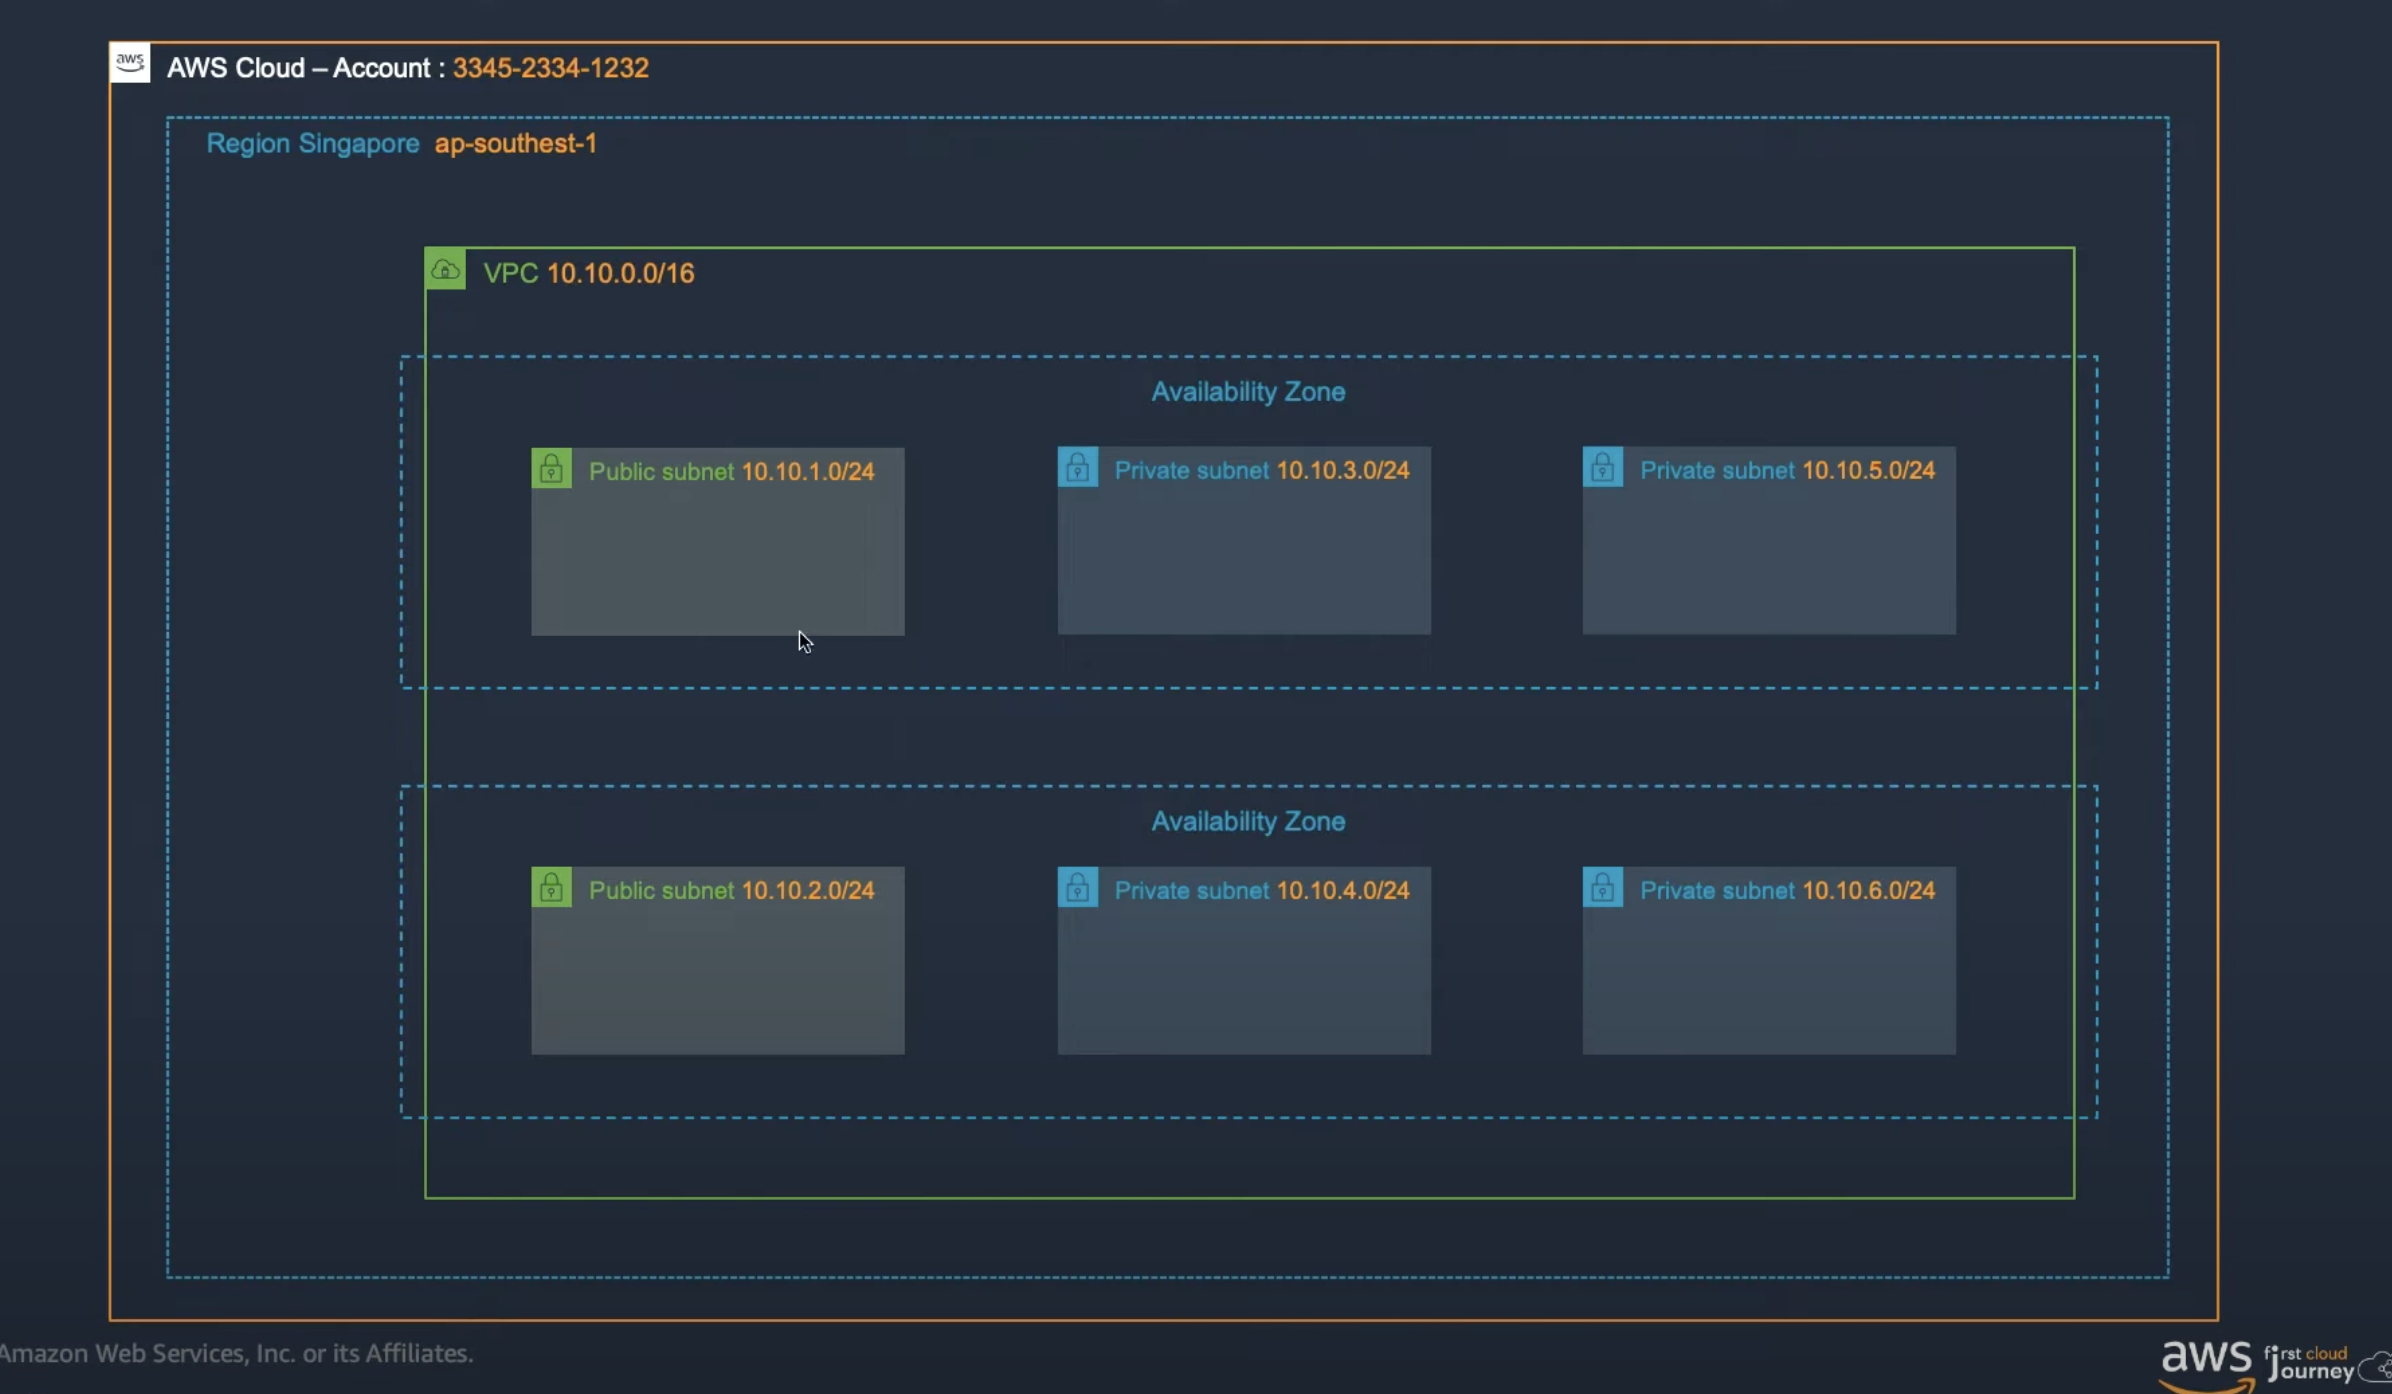 aws
AWS Cloud – Account : 3345-2334-1232
Region Singapore ap-southest-1
VPC 10.10.0.0/16
Availability Zone
Public subnet 10.10.1.0/24
Private subnet 10.10.3.0/24
Private subnet 10.10.5.0/24
Availability Zone
Public subnet 10.10.2.0/24
Private subnet 10.10.4.0/24
Private subnet 10.10.6.0/24
Amazon Web Services, Inc. or its Affiliates.
aws first cloud
journey